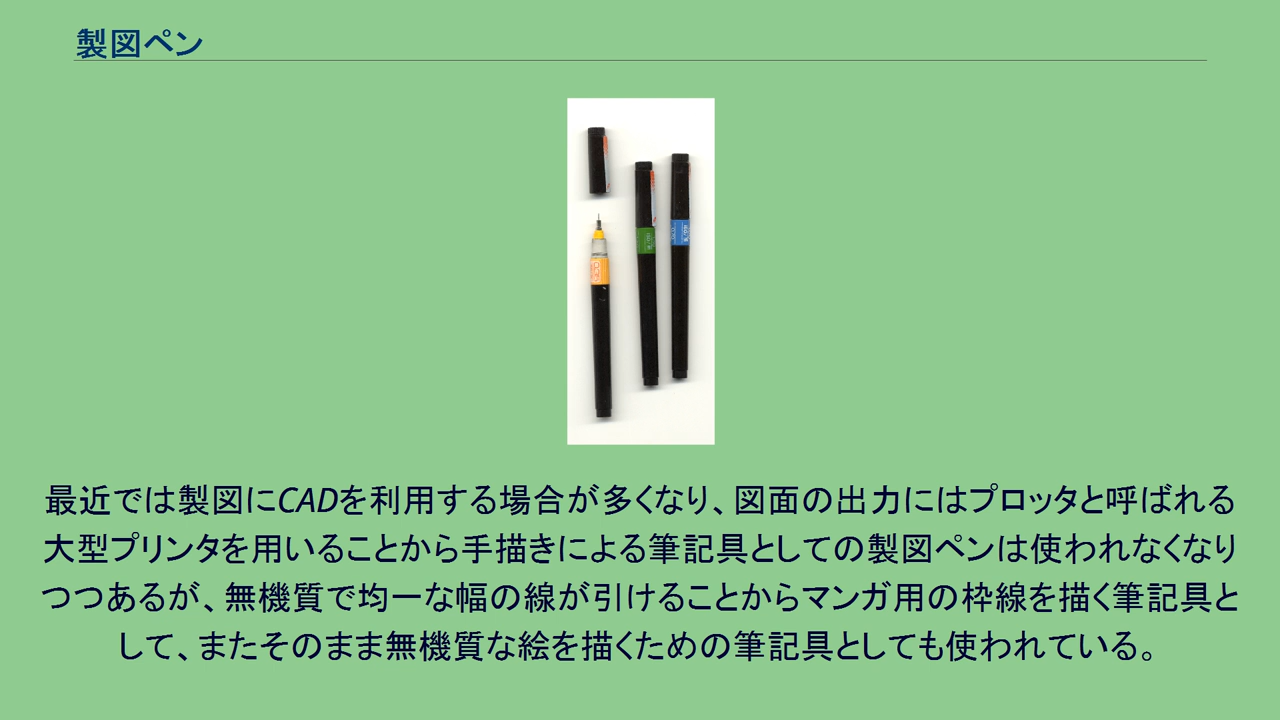 製図ペン
最近では製図にCADを利用する場合が多くなり、図面の出力にはプロッタと呼ばれる
大型プリンタを用いることから手描きによる筆記具としての製図ペンは使われなくなり
つつあるが、無機質で均一な幅の線が引けることからマンガ用の枠線を描く筆記具と
して、またそのまま無機質な絵を描くための筆記具としても使われている。